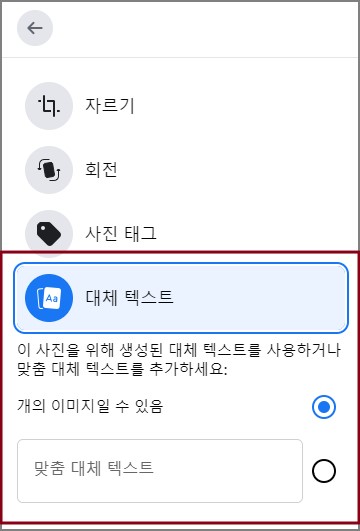 자르기
회전
사진 태그
Aa
대체 텍스트
이 사진을 위해 생성된 대체 텍스트를 사용하거나
맞춤 대체 텍스트를 추가하세요:
개의 이미지일 수 있음
맞춤 대체 텍스트